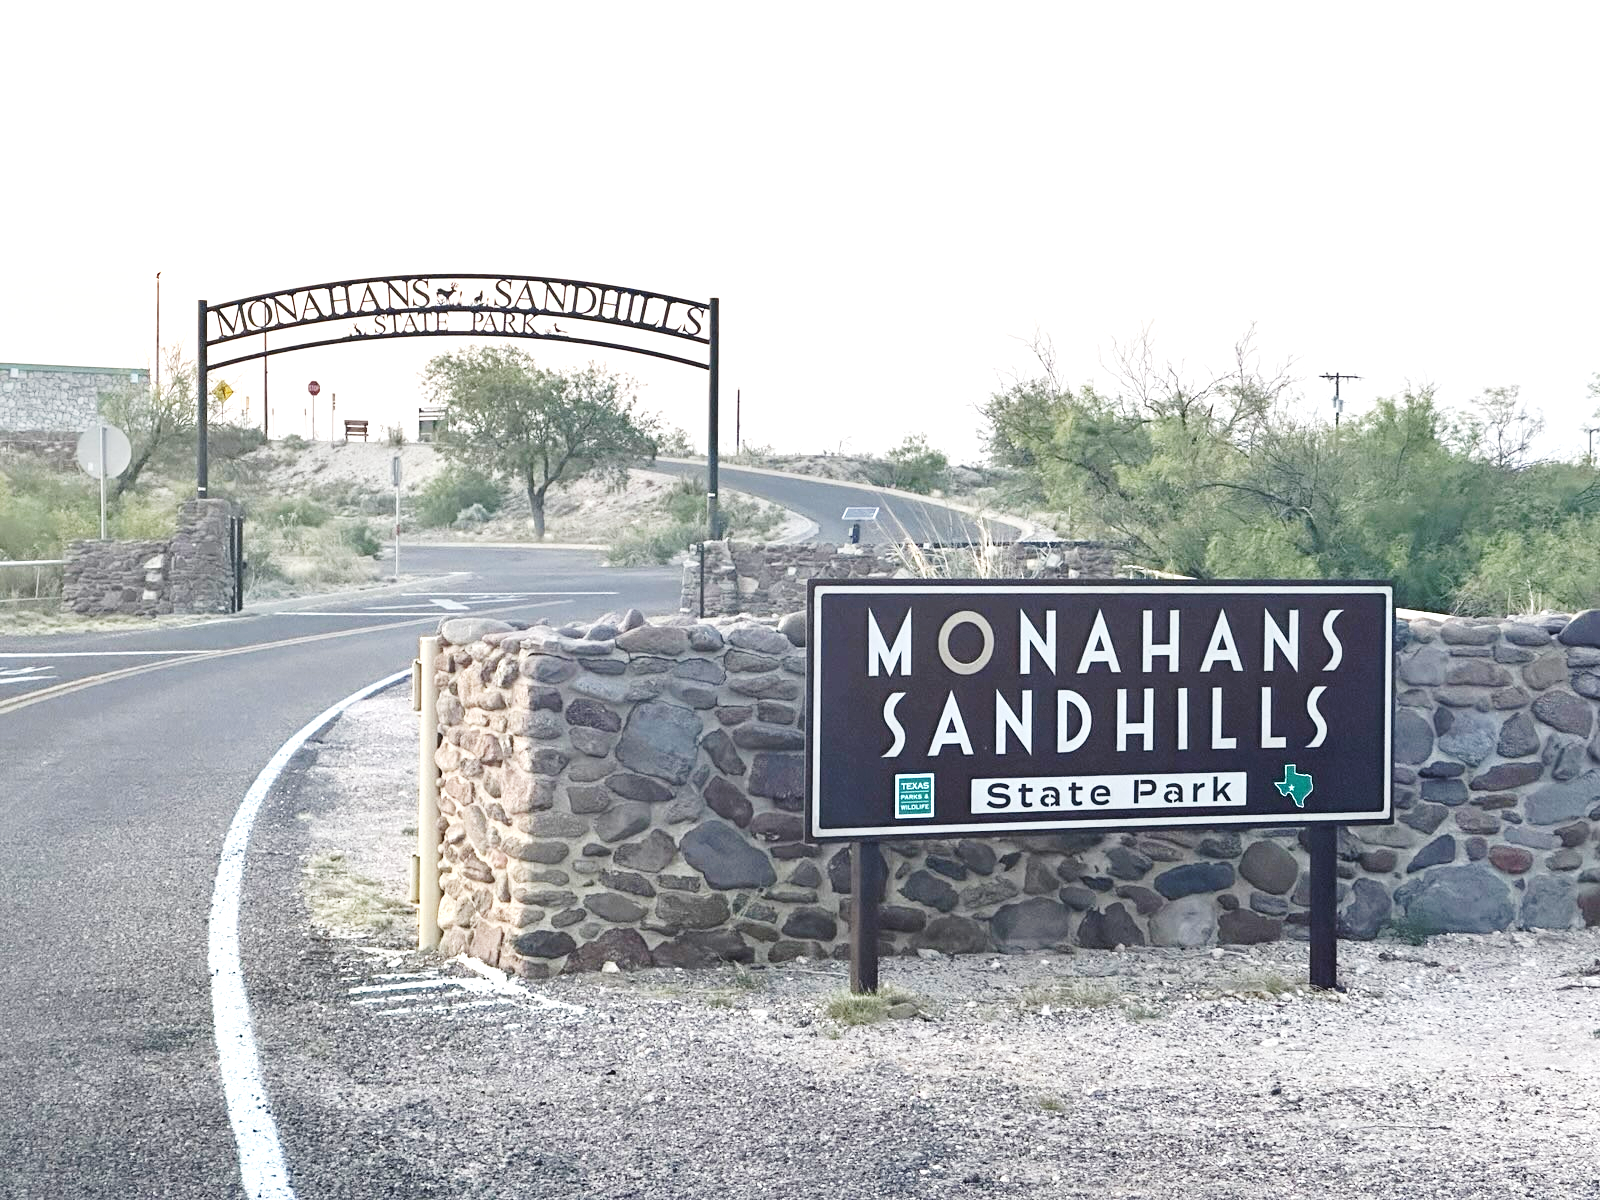 MONAHANS SANDHILLS
STATE PARK
STOP
MONAHANS
SANDHILLS
State Park
TEXAS
PARKS &
WILDLIFE